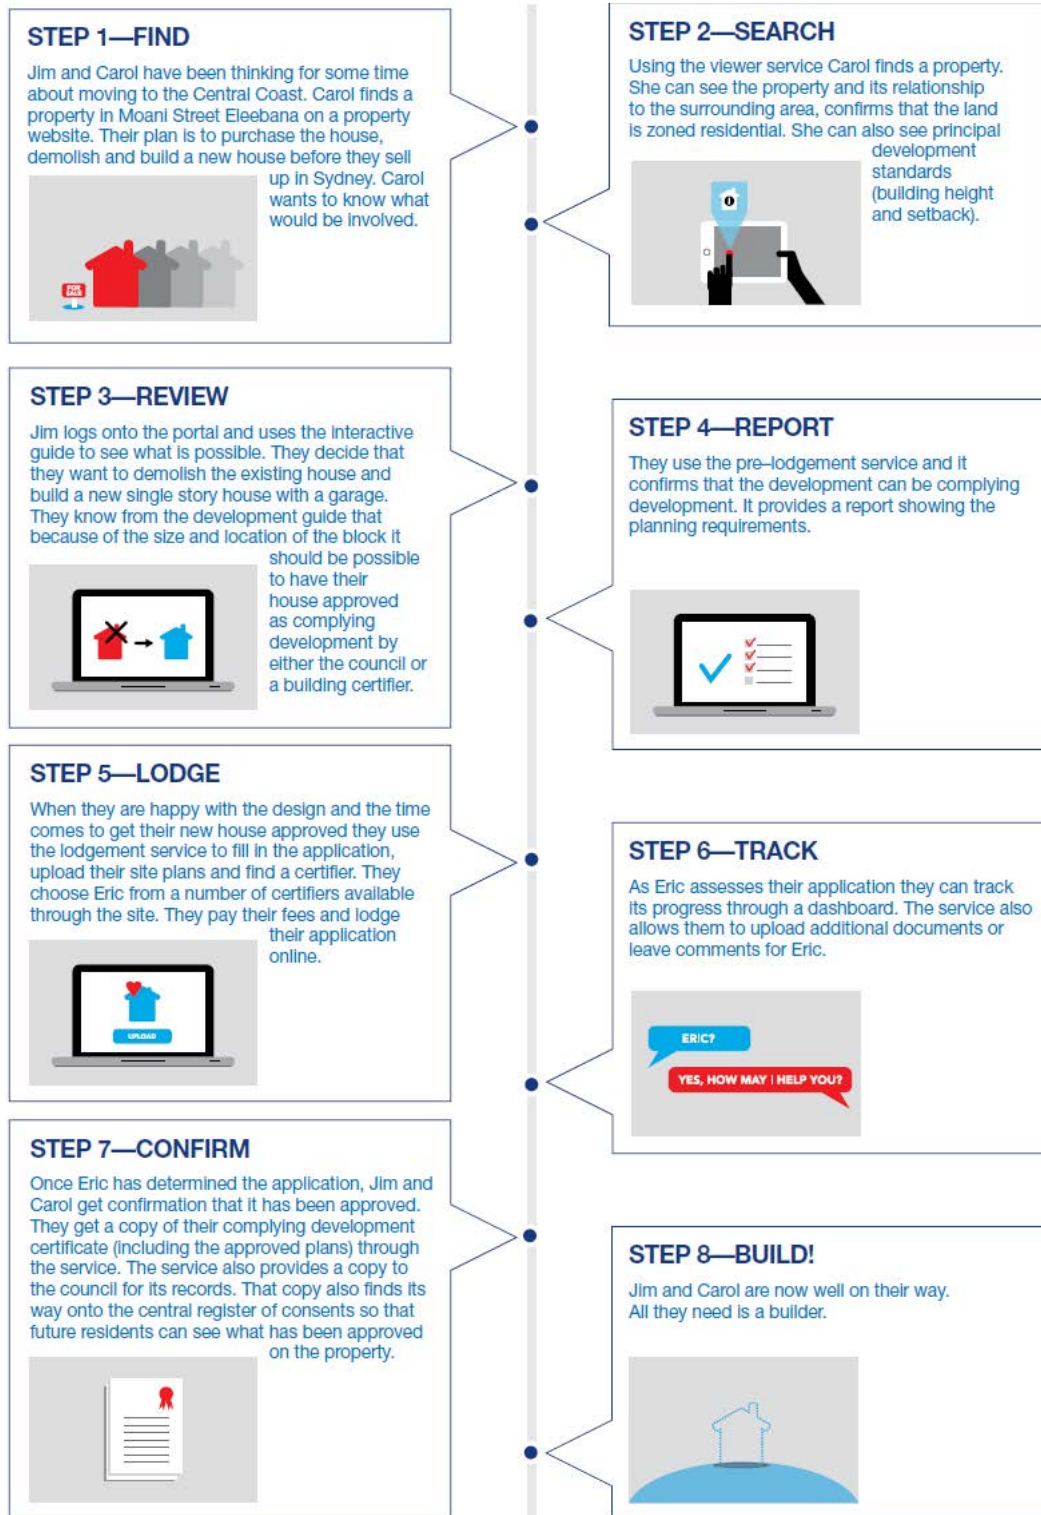 STEP 1—FIND
Jim and Carol have been thinking for some time
about moving to the Central Coast. Carol finds a
property in Moani Street Eleebana on a property
website. Their plan is to purchase the house,
demolish and build a new house before they sell
up in Sydney. Carol
wants to know what
would be involved.
FOR
SALE
STEP 2—SEARCH
Using the viewer service Carol finds a property.
She can see the property and its relationship
to the surrounding area, confirms that the land
is zoned residential. She can also see principal
development
standards
(building height
and setback).
STEP 3—REVIEW
Jim logs onto the portal and uses the interactive
guide to see what is possible. They decide that
they want to demolish the existing house and
build a new single story house with a garage.
They know from the development guide that
because of the size and location of the block it
should be possible
to have their
house approved
as complying
development by
either the council or
a building certifier.
STEP 4—REPORT
They use the pre–lodgement service and it
confirms that the development can be complying
development. It provides a report showing the
planning requirements.
STEP 5—LODGE
When they are happy with the design and the time
comes to get their new house approved they use
the lodgement service to fill in the application,
upload their site plans and find a certifier. They
choose Eric from a number of certifiers available
through the site. They pay their fees and lodge
their application
online.
UPLOAD
STEP 6—TRACK
As Eric assesses their application they can track
its progress through a dashboard. The service also
allows them to upload additional documents or
leave comments for Eric.
ERIC?
YES, HOW MAY I HELP YOU?
STEP 7—CONFIRM
Once Eric has determined the application, Jim and
Carol get confirmation that it has been approved.
They get a copy of their complying development
certificate (including the approved plans) through
the service. The service also provides a copy to
the council for its records. That copy also finds its
way onto the central register of consents so that
future residents can see what has been approved
on the property.
STEP 8—BUILD!
Jim and Carol are now well on their way.
All they need is a builder.